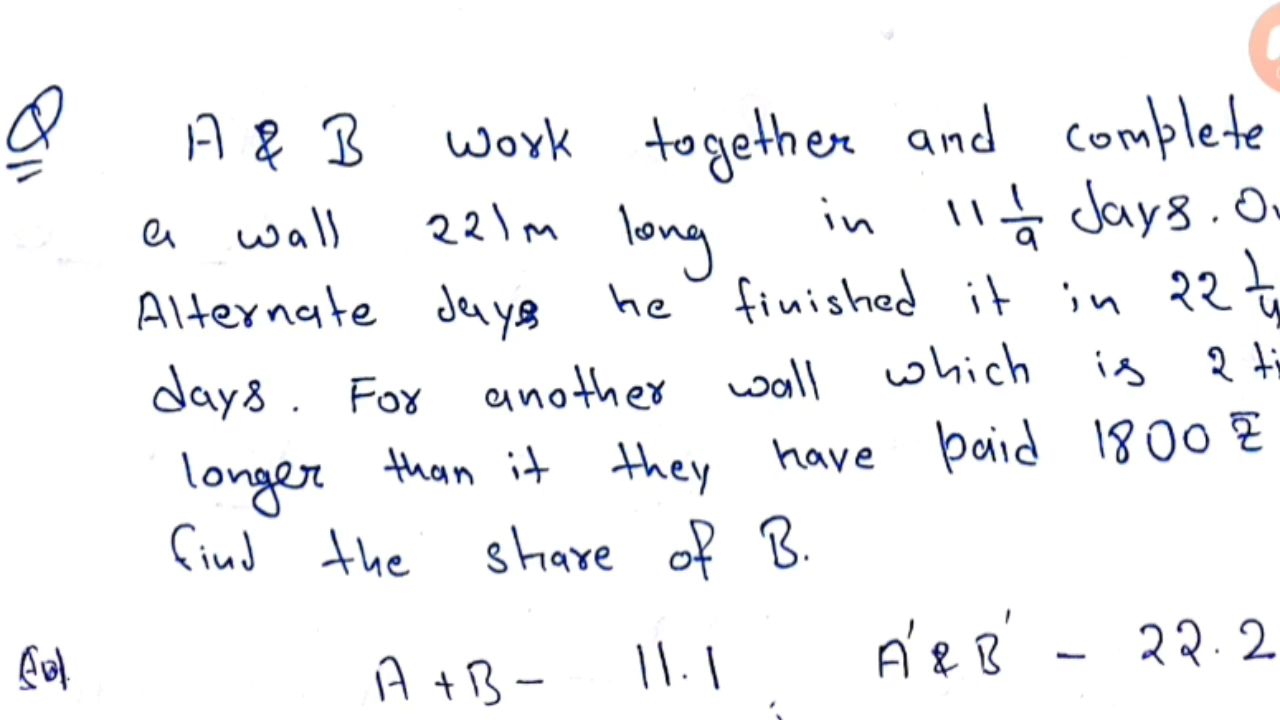 Q A & B work together and complete
a wall 221m long in 11 1/9 days.
Alternate days he finished it in 22 1/4
days. For another wall which is 2
longer than it they have paid 1800 ₹
find the share of B.
Sol. A + B - 11.1 A' & B' - 22.2